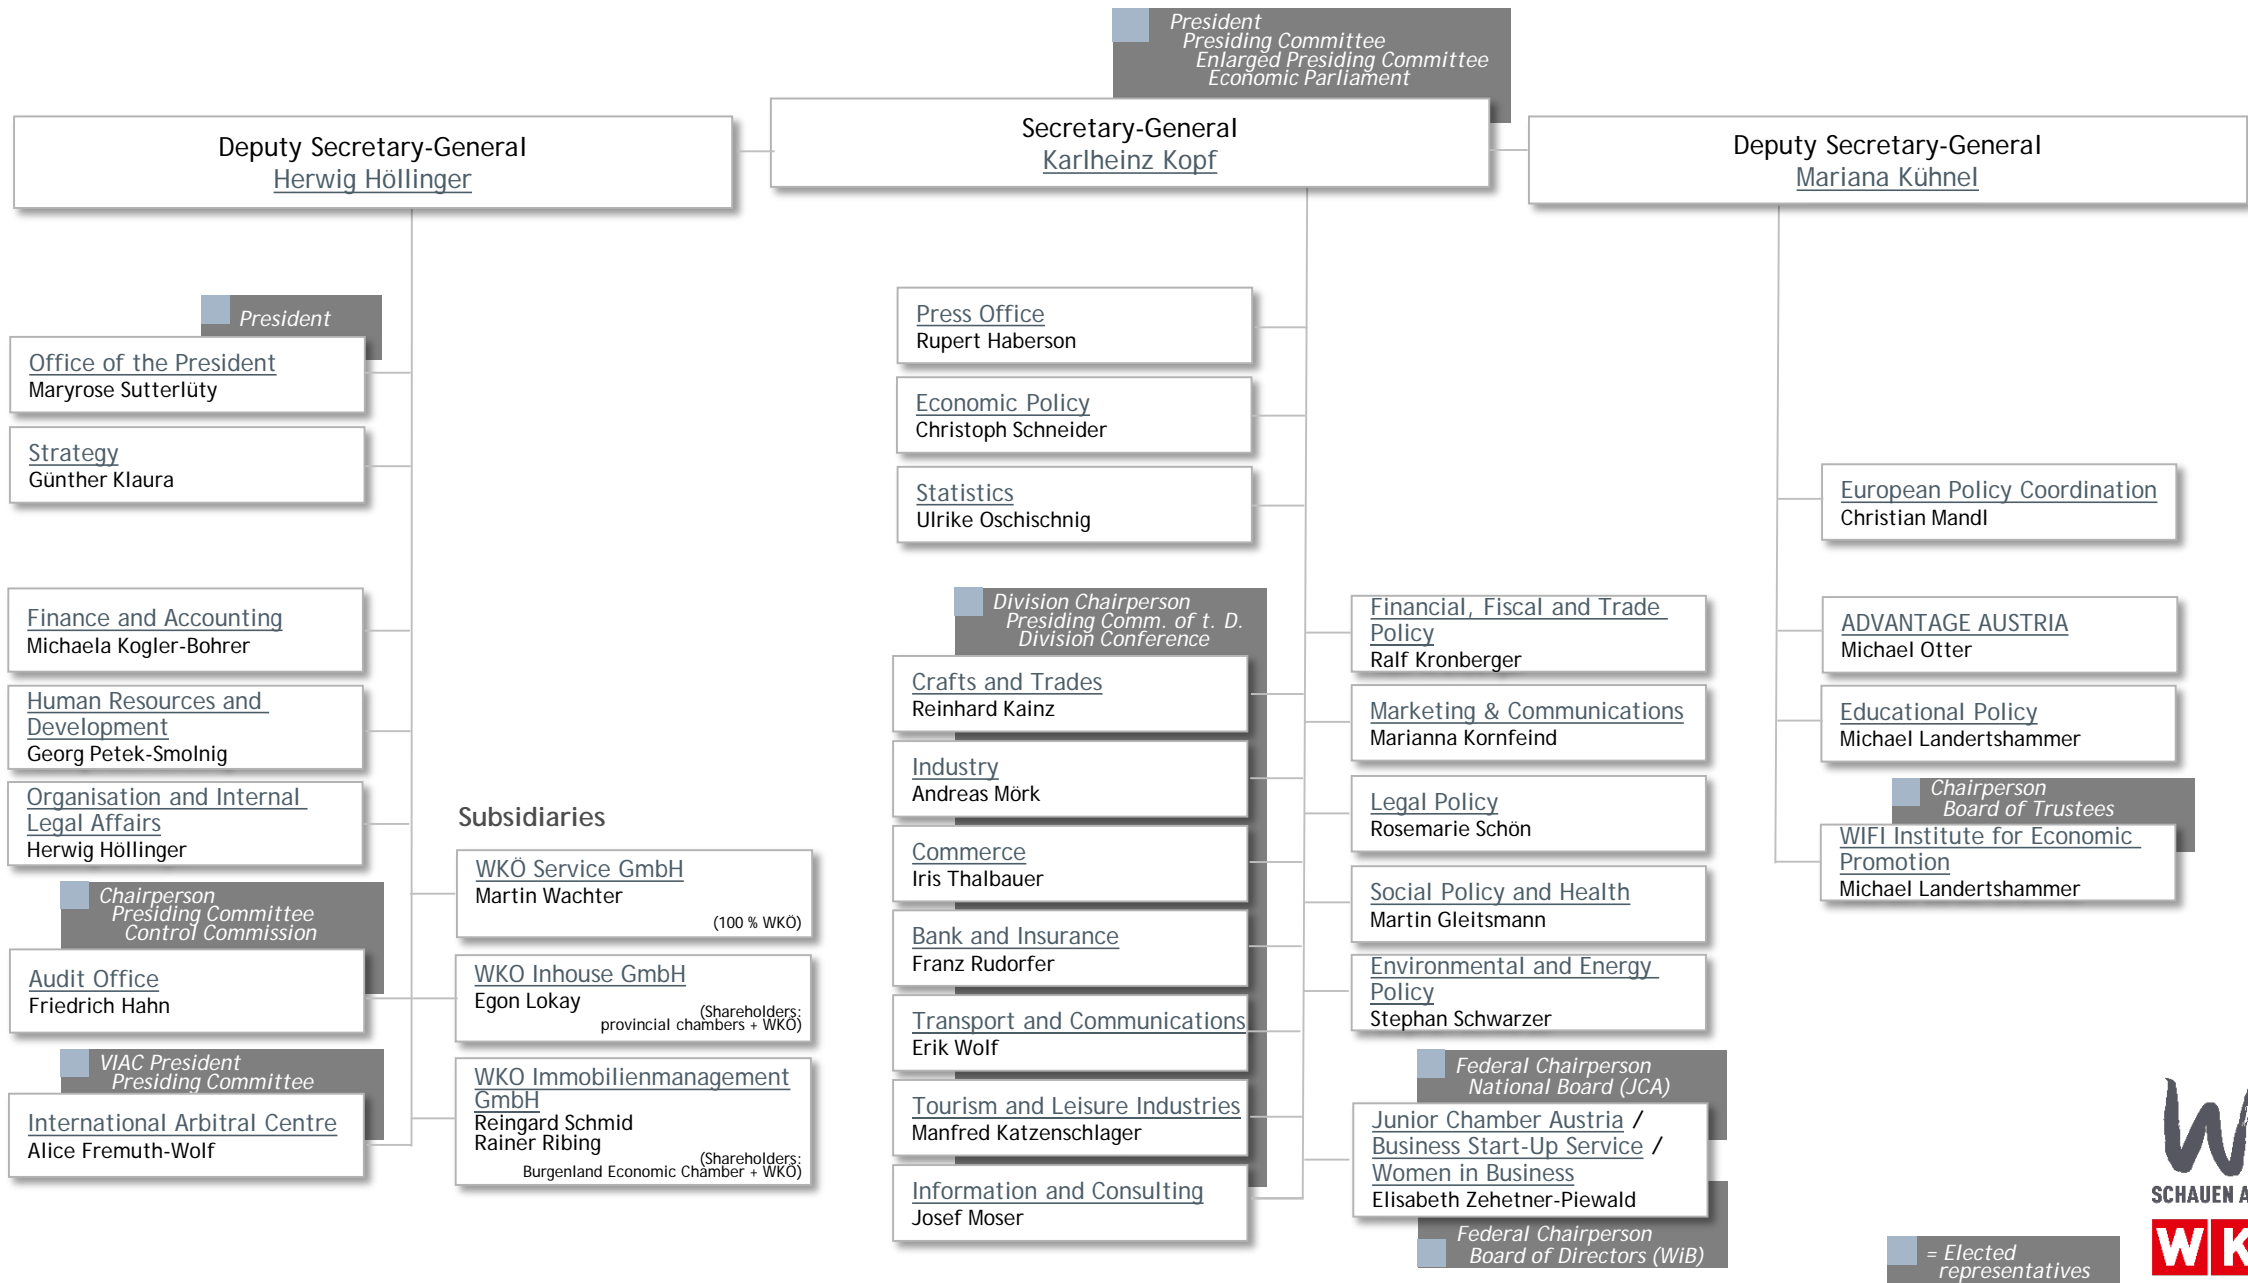 President
Presiding Committee
Enlarged Presiding Committee
Economic Parliament
Deputy Secretary-General
Herwig Höllinger
Secretary-General
Karlheinz Kopf
Deputy Secretary-General
Mariana Kühnel
President
Office of the President
Maryrose Sutterlüty
Strategy
Günther Klaura
Finance and Accounting
Michaela Kogler-Bohrer
Human Resources and
Development
Georg Petek-Smolnig
Organisation and Internal
Legal Affairs
Herwig Höllinger
Chairperson
Presiding Committee
Control Commission
Audit Office
Friedrich Hahn
VIAC President
Presiding Committee
International Arbitral Centre
Alice Fremuth-Wolf
Subsidiaries
WKÖ Service GmbH
Martin Wachter
(100 % WKÖ)
WKO Inhouse GmbH
Egon Lokay
(Shareholders:
provincial chambers + WKÖ)
WKO Immobilienmanagement
GmbH
Reingard Schmid
Rainer Ribing
(Shareholders:
Burgenland Economic Chamber + WKÖ)
Press Office
Rupert Haberson
Economic Policy
Christoph Schneider
Statistics
Ulrike Oschischnig
Division Chairperson
Presiding Comm. of t. D.
Division Conference
Crafts and Trades
Reinhard Kainz
Industry
Andreas Mörk
Commerce
Iris Thalbauer
Bank and Insurance
Franz Rudorfer
Transport and Communications
Erik Wolf
Tourism and Leisure Industries
Manfred Katzenschlager
Information and Consulting
Josef Moser
Financial, Fiscal and Trade
Policy
Ralf Kronberger
Marketing & Communications
Marianna Kornfeind
Legal Policy
Rosemarie Schön
Social Policy and Health
Martin Gleitsmann
Environmental and Energy
Policy
Stephan Schwarzer
Federal Chairperson
National Board (JCA)
Junior Chamber Austria /
Business Start-Up Service /
Women in Business
Elisabeth Zehetner-Piewald
Federal Chairperson
Board of Directors (WiB)
European Policy Coordination
Christian Mandl
ADVANTAGE AUSTRIA
Michael Otter
Educational Policy
Michael Landertshammer
Chairperson
Board of Trustees
WIFI Institute for Economic
Promotion
Michael Landertshammer
= Elected
representatives
W
SCHAUEN A
WK